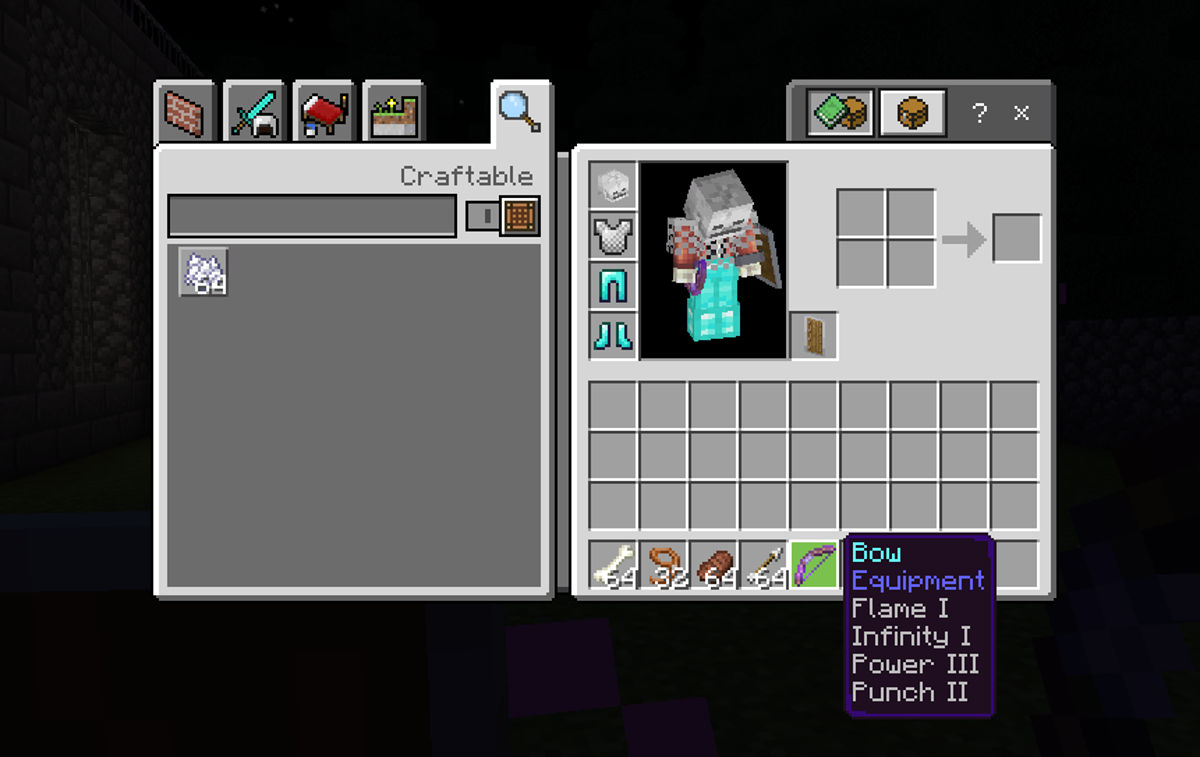 Craftable
?
X
64
64
32
64
64
Bow
Equipment
Flame I
Infinity I
Power III
Punch II